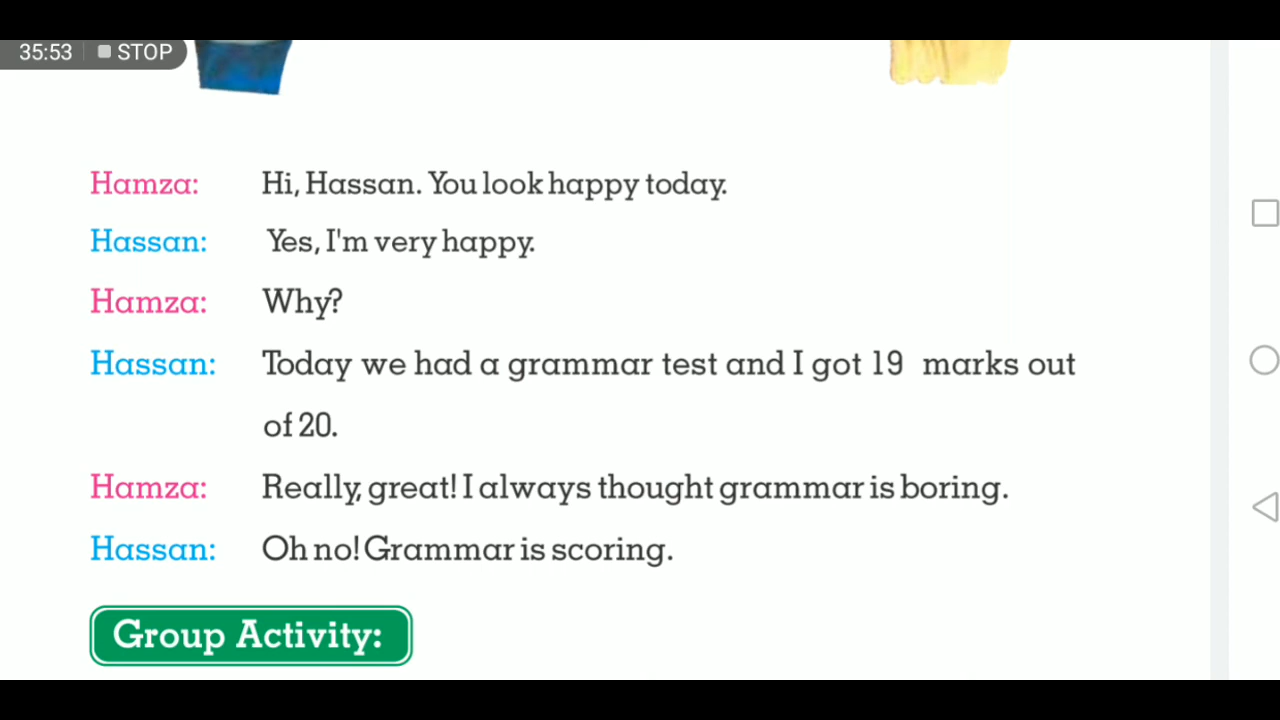 35:53 STOP
Hamza: Hi, Hassan. You look happy today.
Hassan: Yes, I'm very happy.
Hamza: Why?
Hassan: Today we had a grammar test and I got 19 marks out
of 20.
Hamza: Really, great! I always thought grammar is boring.
Hassan: Oh no! Grammar is scoring.
Group Activity: